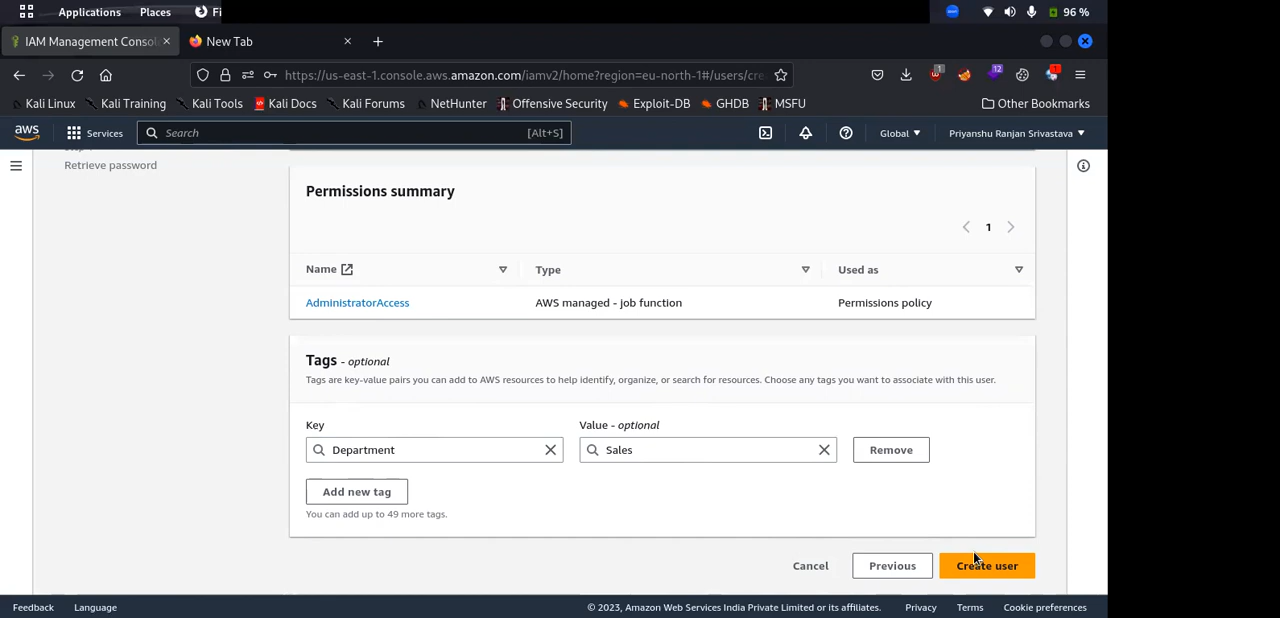 Applications Places Fi 96 %
IAM Management Consol New Tab
https://us-east-1.console.aws.amazon.com/iamv2/home?region=eu-north-1#/users/cre
Kali Linux Kali Training Kali Tools Kali Docs Kali Forums NetHunter Offensive Security Exploit-DB GHDB MSFU Other Bookmarks
aws Services Search [Alt+S] Global Priyanshu Ranjan Srivastava
Retrieve password
Permissions summary
1
Name Type Used as
AdministratorAccess AWS managed - job function Permissions policy
Tags - optional
Tags are key-value pairs you can add to AWS resources to help identify, organize, or search for resources. Choose any tags you want to associate with this user.
Key Value - optional
Department Sales Remove
Add new tag
You can add up to 49 more tags.
Cancel Previous Create user
Feedback Language © 2023, Amazon Web Services India Private Limited or its affiliates. Privacy Terms Cookie preferences